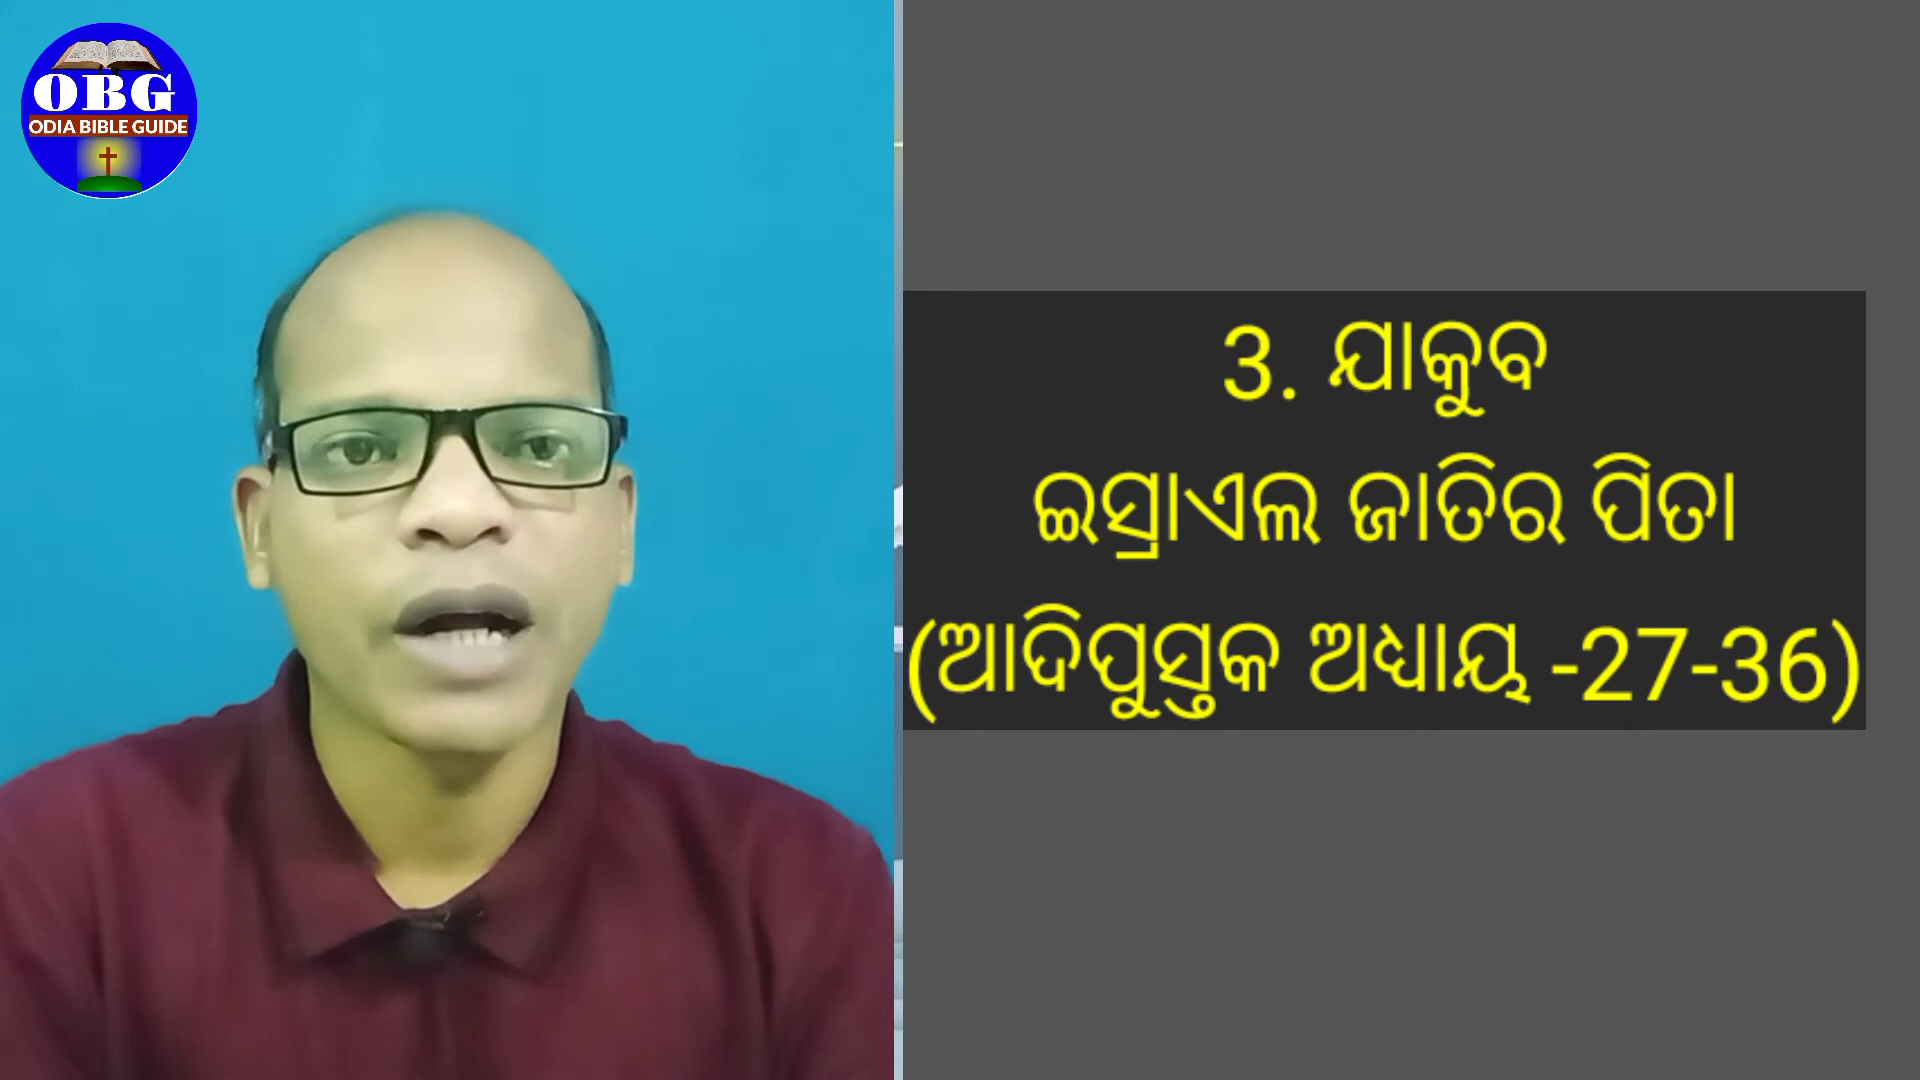 OBG
ODIA BIBLE GUIDE
3. ଯାକୁବ
ଇସ୍ରାଏଲ ଜାତିର ପିତା
(ଆଦିପୁସ୍ତକ ଅଧ୍ୟାୟ -27-36)